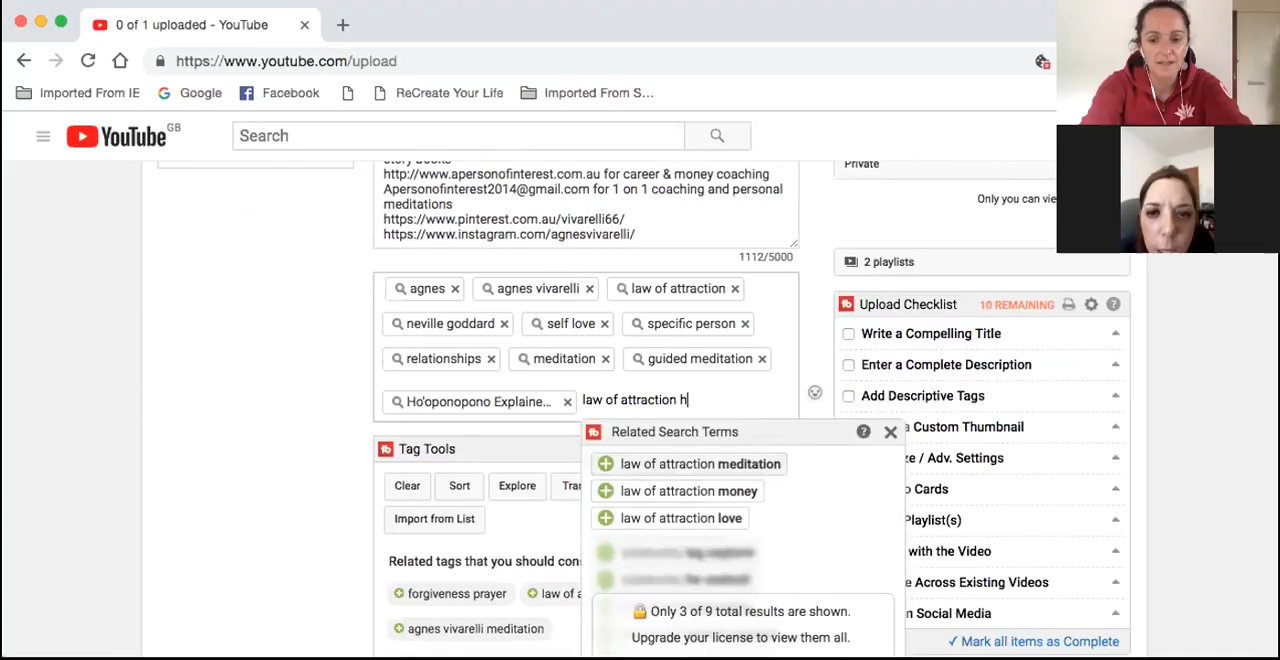 0 of 1 uploaded - YouTube
https://www.youtube.com/upload
Imported From IE
Google
Facebook
ReCreate Your Life
Imported From S...
YouTube GB
Search
story books
http://www.apersonofinterest.com.au for career & money coaching
Apersonofinterest2014@gmail.com for 1 on 1 coaching and personal
meditations
https://www.pinterest.com.au/vivarelli66/
https://www.instagram.com/agnesvivarelli/
1112/5000
agnes
agnes vivarelli
law of attraction
neville goddard
self love
specific person
relationships
meditation
guided meditation
Ho'oponopono Explaine...
law of attraction h
Tag Tools
Clear
Sort
Explore
Tra
Import from List
Related tags that you should con
forgiveness prayer
law of a
agnes vivarelli meditation
Related Search Terms
law of attraction meditation
law of attraction money
law of attraction love
Only 3 of 9 total results are shown.
Upgrade your license to view them all.
Private
Only you can vie
2 playlists
Upload Checklist
10 REMAINING
Write a Compelling Title
Enter a Complete Description
Add Descriptive Tags
a Custom Thumbnail
ze / Adv. Settings
o Cards
Playlist(s)
with the Video
e Across Existing Videos
n Social Media
✓ Mark all items as Complete